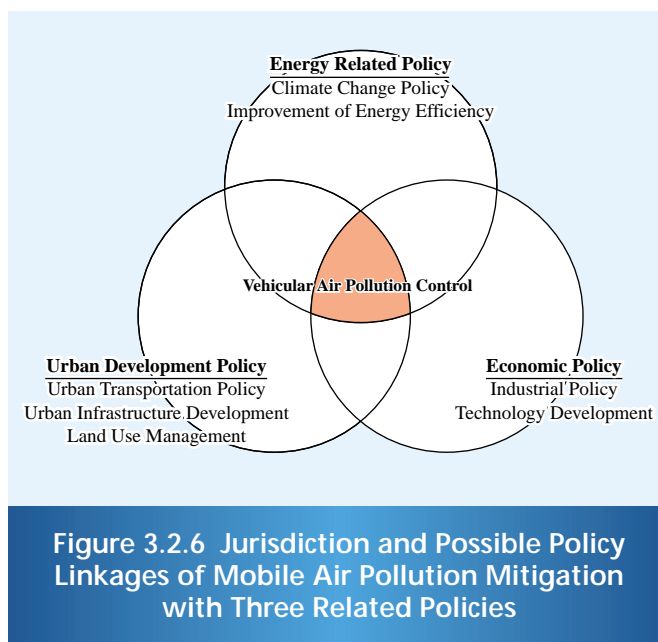 Energy Related Policy
Climate Change Policy
Improvement of Energy Efficiency
Vehicular Air Pollution Control
Urban Development Policy
Urban Transportation Policy
Urban Infrastructure Development
Land Use Management
Economic Policy
Industrial Policy
Technology Development
Figure 3.2.6 Jurisdiction and Possible Policy
Linkages of Mobile Air Pollution Mitigation
with Three Related Policies